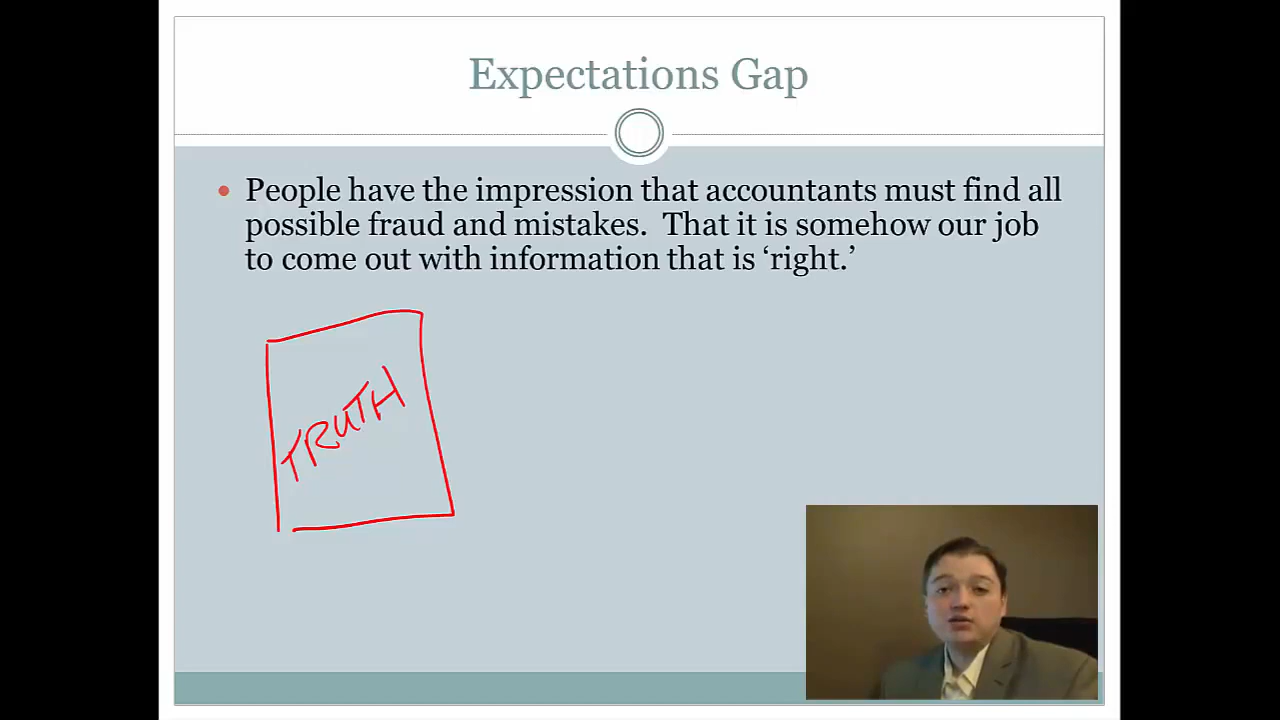 Expectations Gap
People have the impression that accountants must find all
possible fraud and mistakes.  That it is somehow our job
to come out with information that is ‘right.’
TRUTH